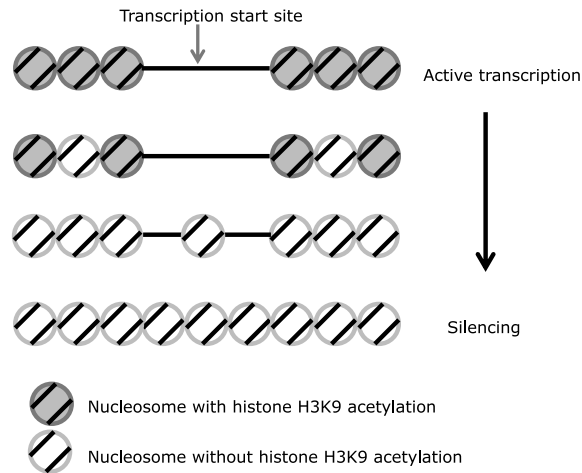 Transcription start site
Active transcription
Silencing
Nucleosome with histone H3K9 acetylation
Nucleosome without histone H3K9 acetylation